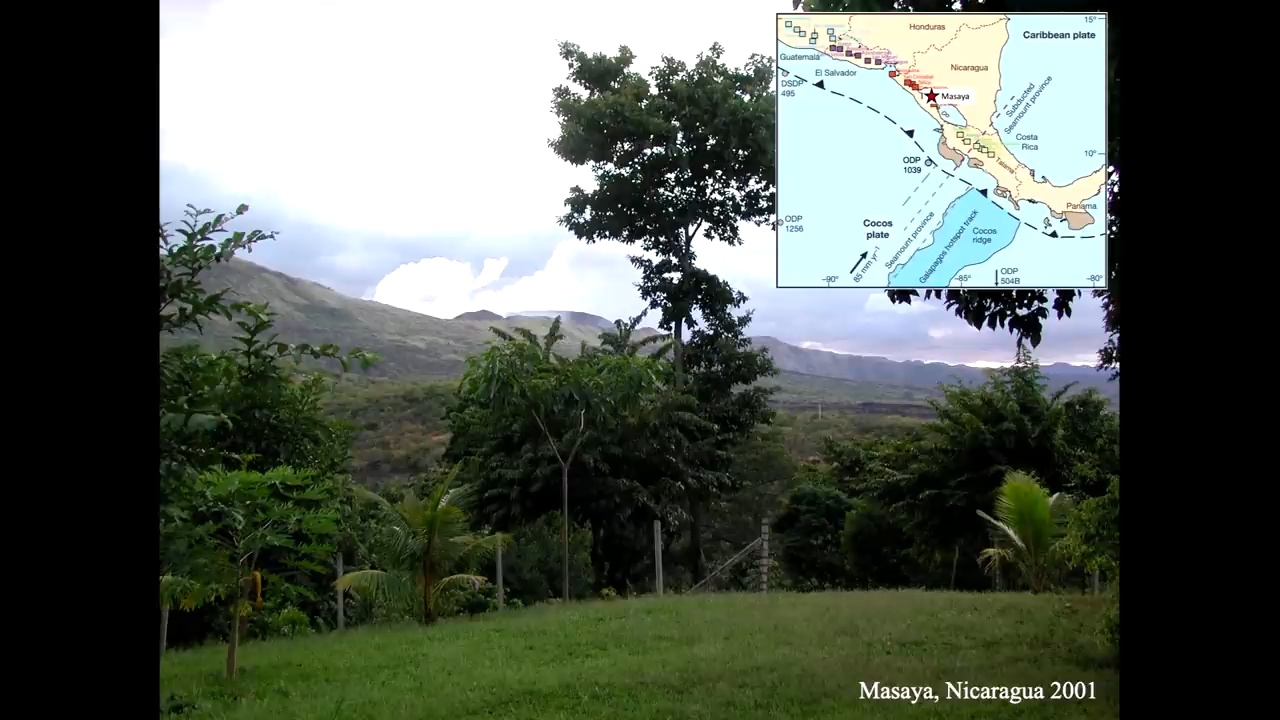 15°
Honduras
Caribbean plate
Guatemala
Nicaragua
El Salvador
DSDP
495
Masaya
Subducted
Seamount province
Costa
Rica
10°
ODP
1039
Talamanca
Panama
ODP
1256
Cocos
plate
Seamount province
Galapagos hotspot track
Cocos
ridge
85 mm yr⁻¹
–90°
–85°
ODP
504B
–80°
Masaya, Nicaragua 2001